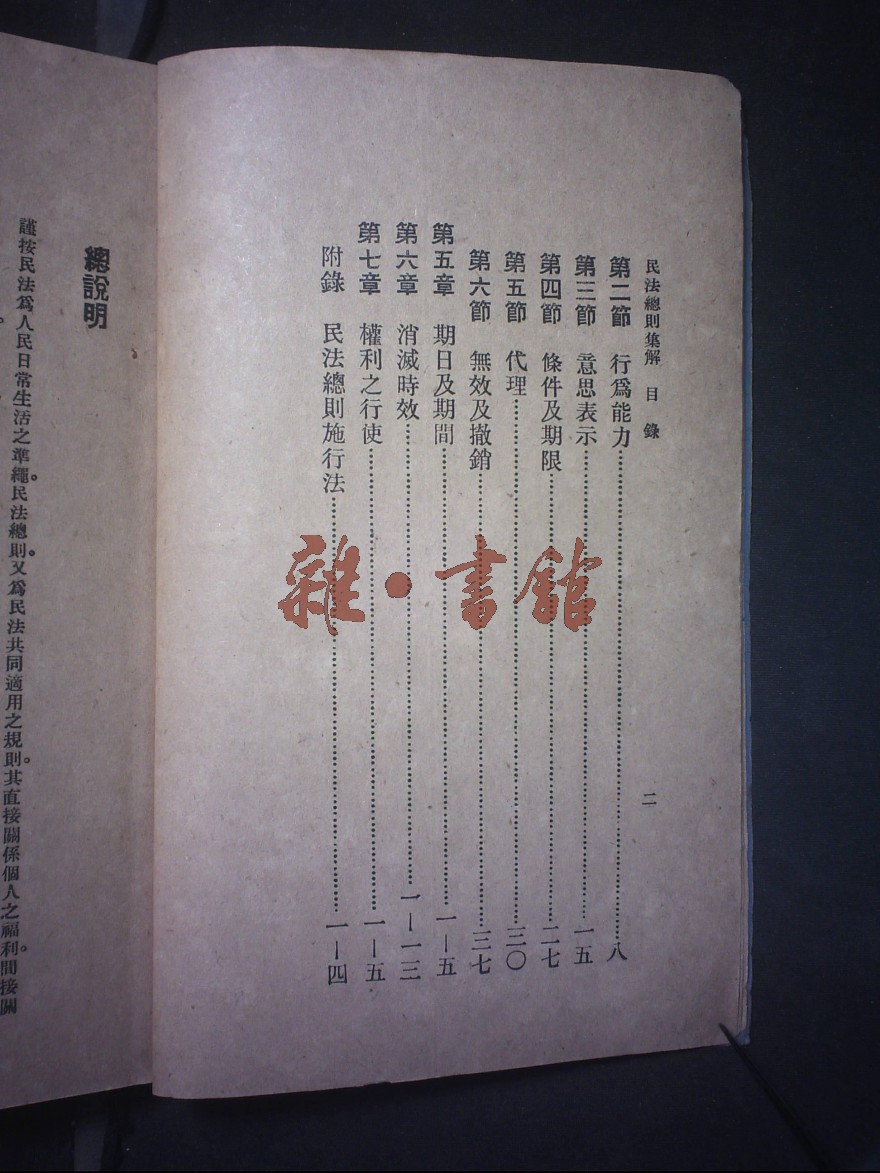 民法總則集解　目錄　二
第二節　行爲能力……八
第三節　意思表示……一五
第四節　條件及期限……二七
第五節　代理……三〇
第六節　無效及撤銷……三七
第五章　期日及期間……一—五
第六章　消滅時效……一—一三
第七章　權利之行使……一—五
附錄　民法總則施行法……一—四
總說明
謹按民法爲人民日常生活之準繩。民法總則。又爲民法共同適用之規則。其直接關係個人之福利。間接關
雜·書館